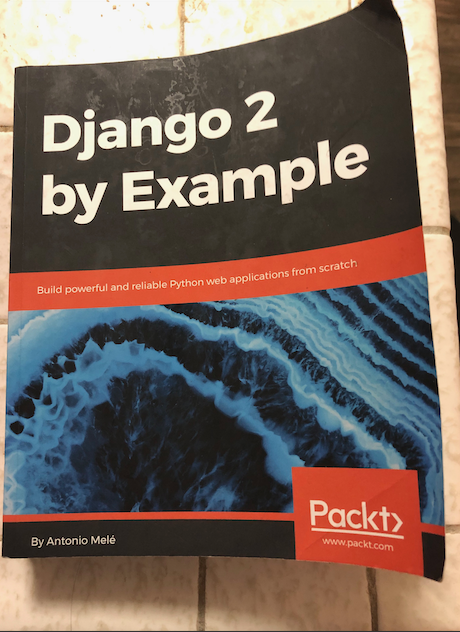 Django 2
by Example
Build powerful and reliable Python web applications from scratch
Packt>
www.packt.com
By Antonio Melé